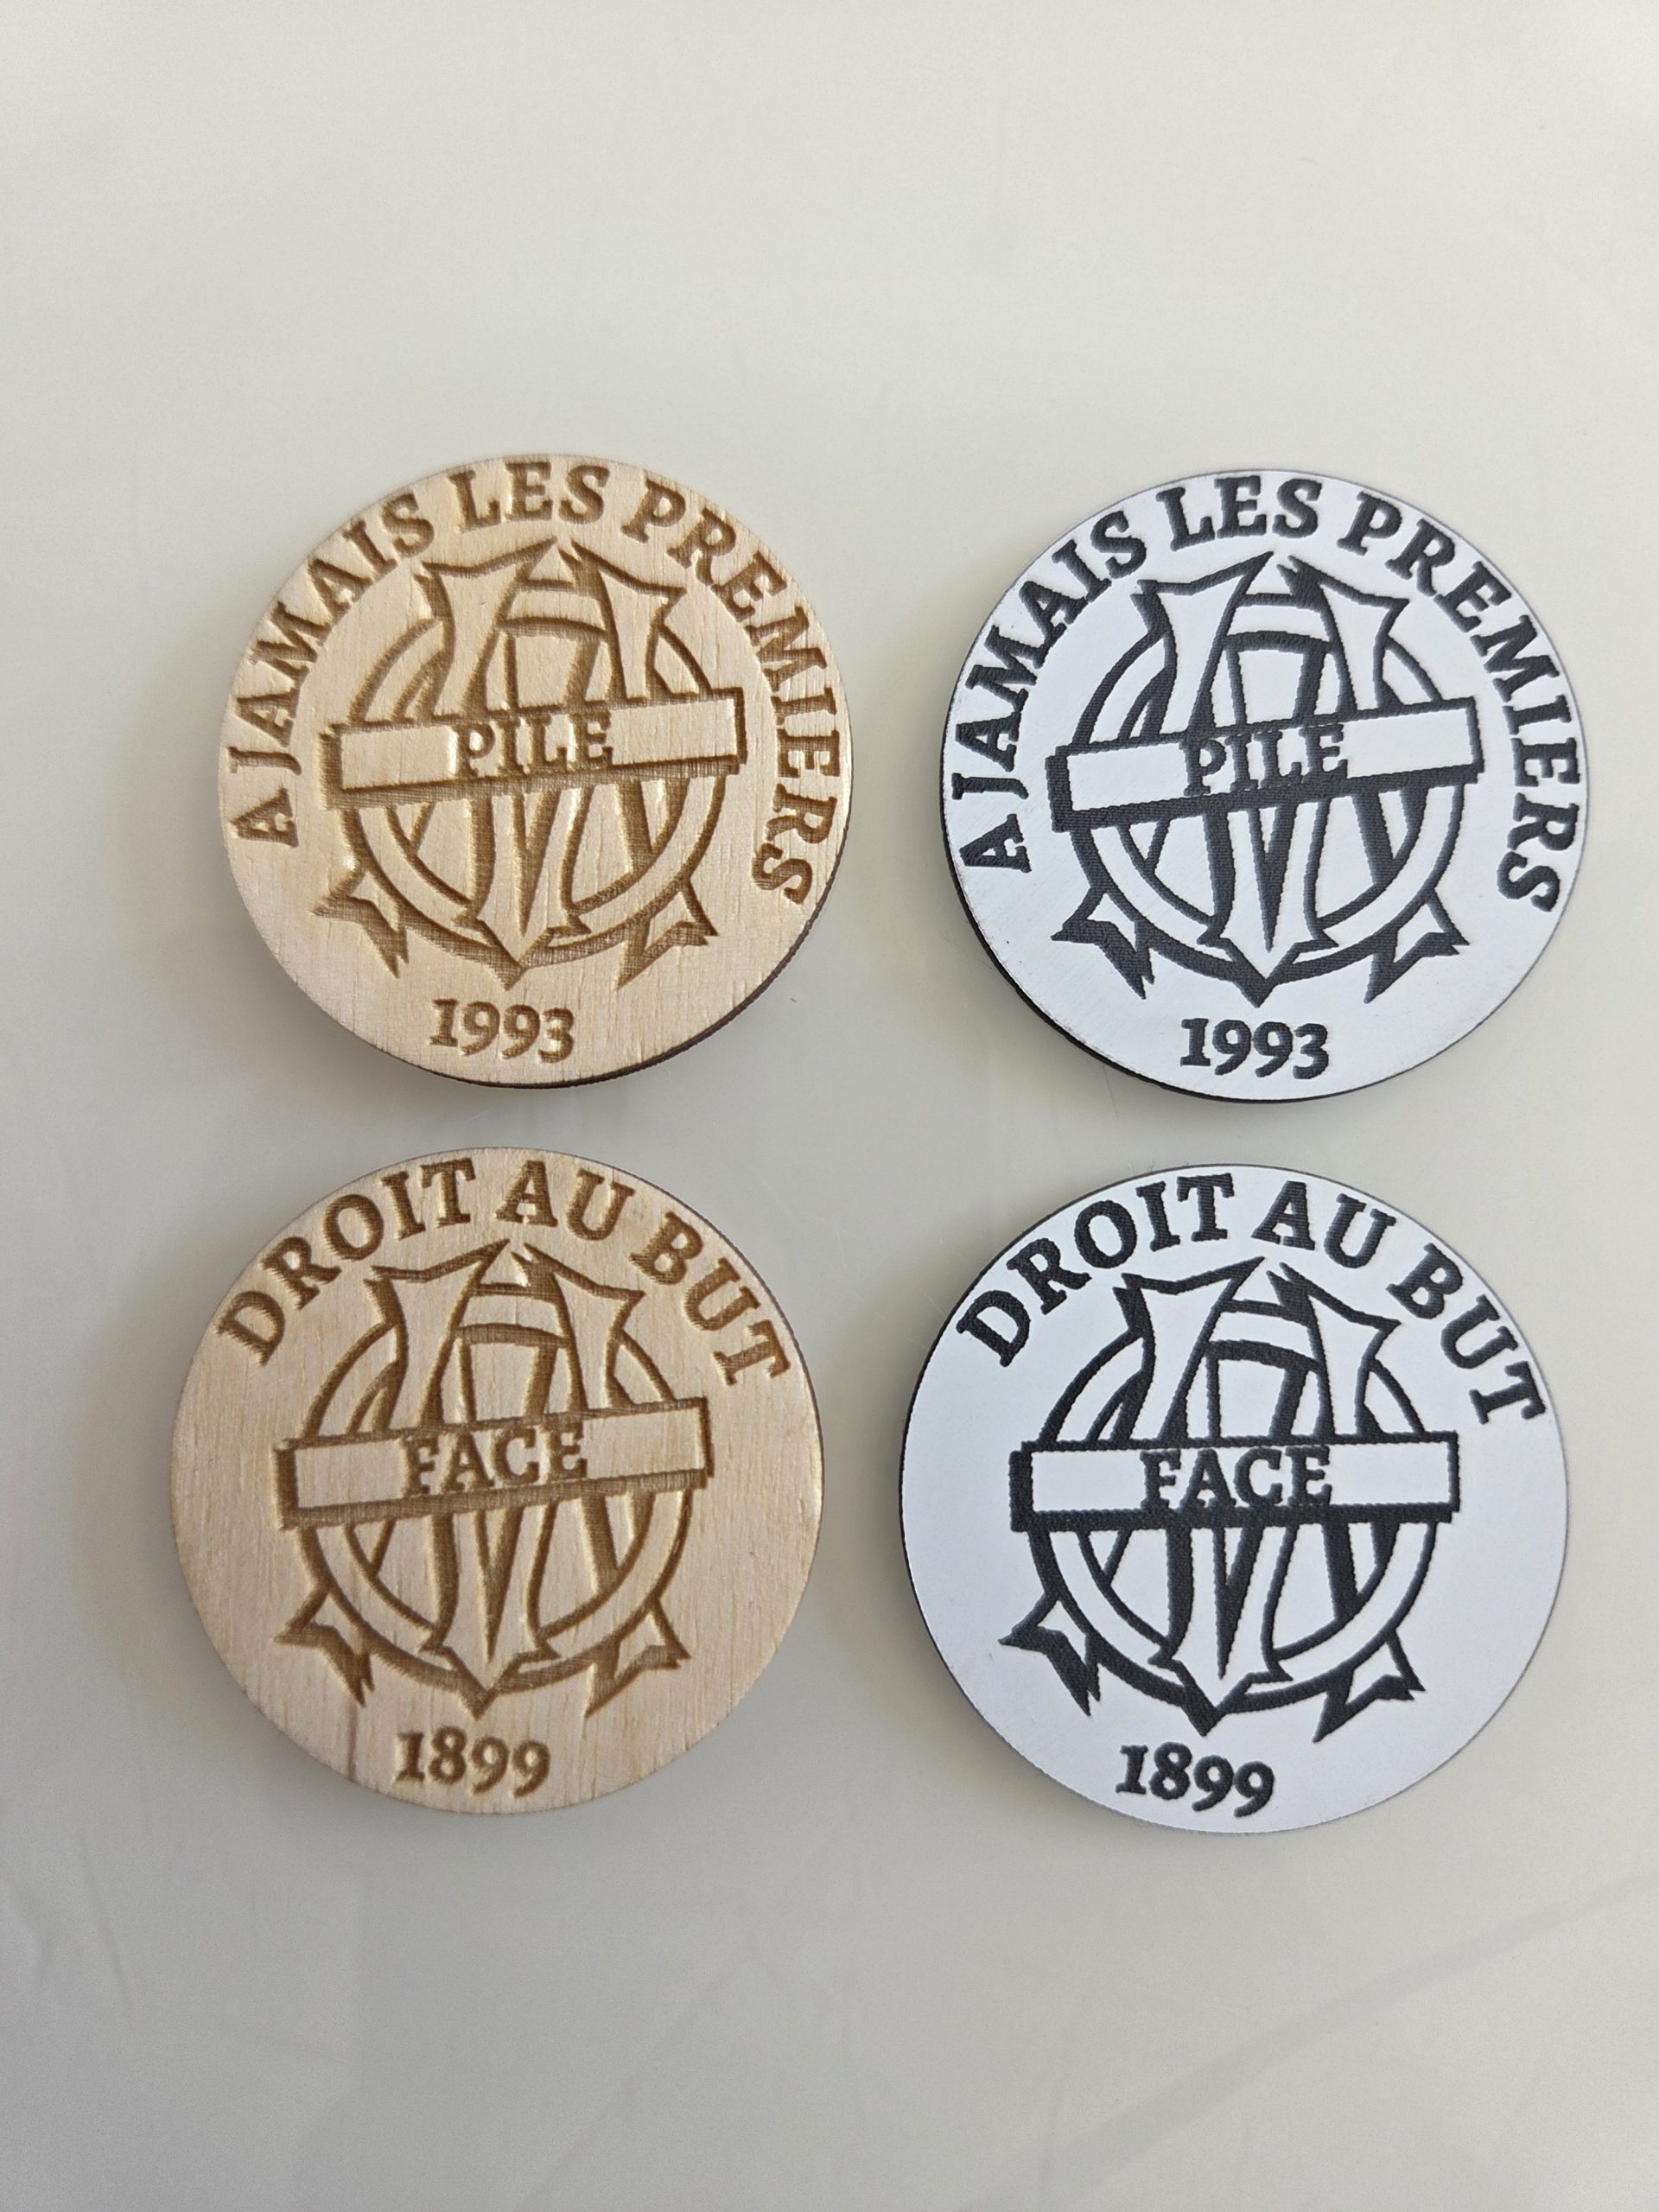 A JAMAIS LES PREMIERS
PILE
1993
A JAMAIS LES PREMIERS
PILE
1993
DROIT AU BUT
FACE
1899
DROIT AU BUT
FACE
1899